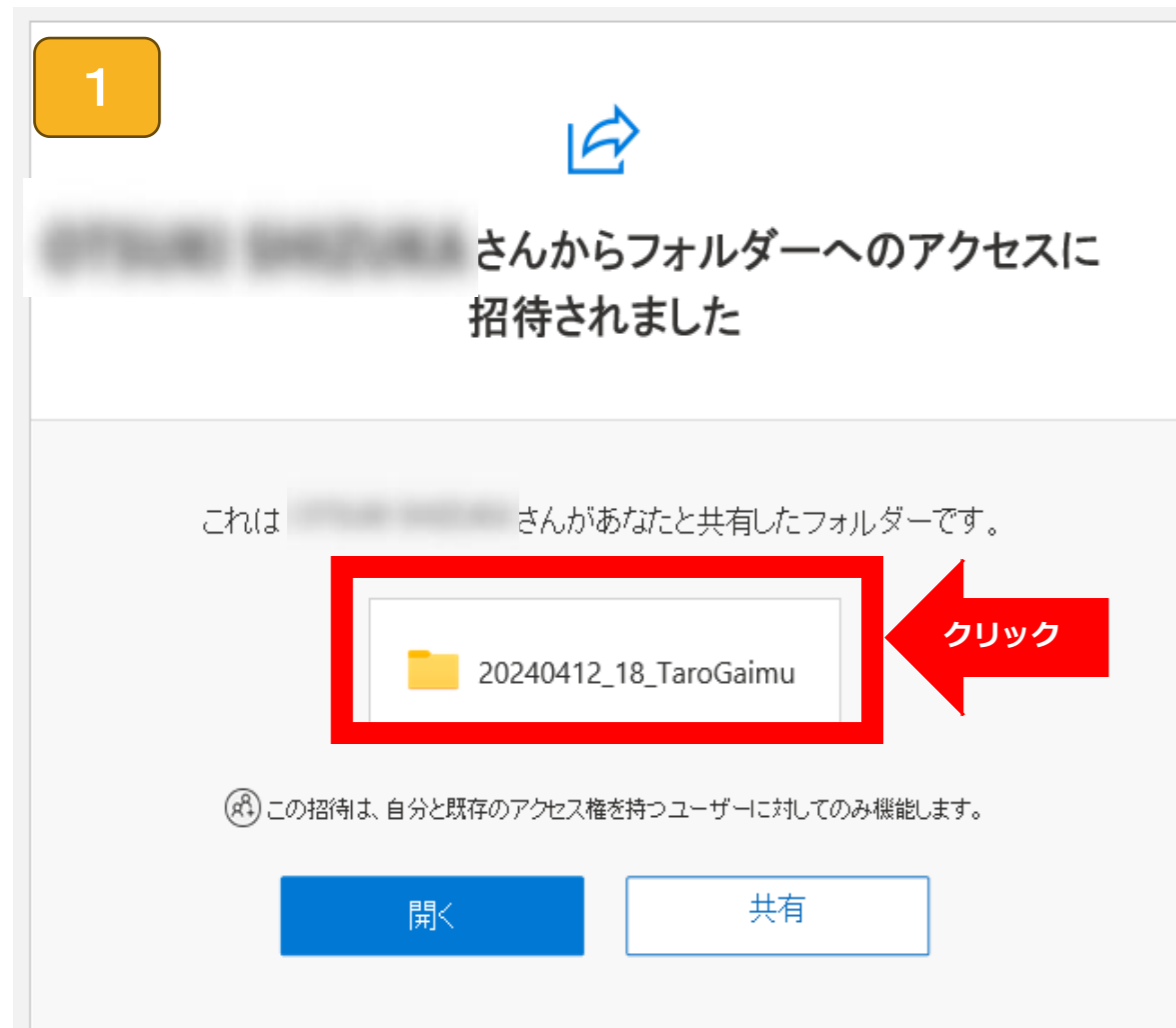 1
さんからフォルダーへのアクセスに
招待されました
これは さんがあなたと共有したフォルダーです。
クリック
20240412_18_TaroGaimu
この招待は、自分と既存のアクセス権を持つユーザーに対してのみ機能します。
開く
共有